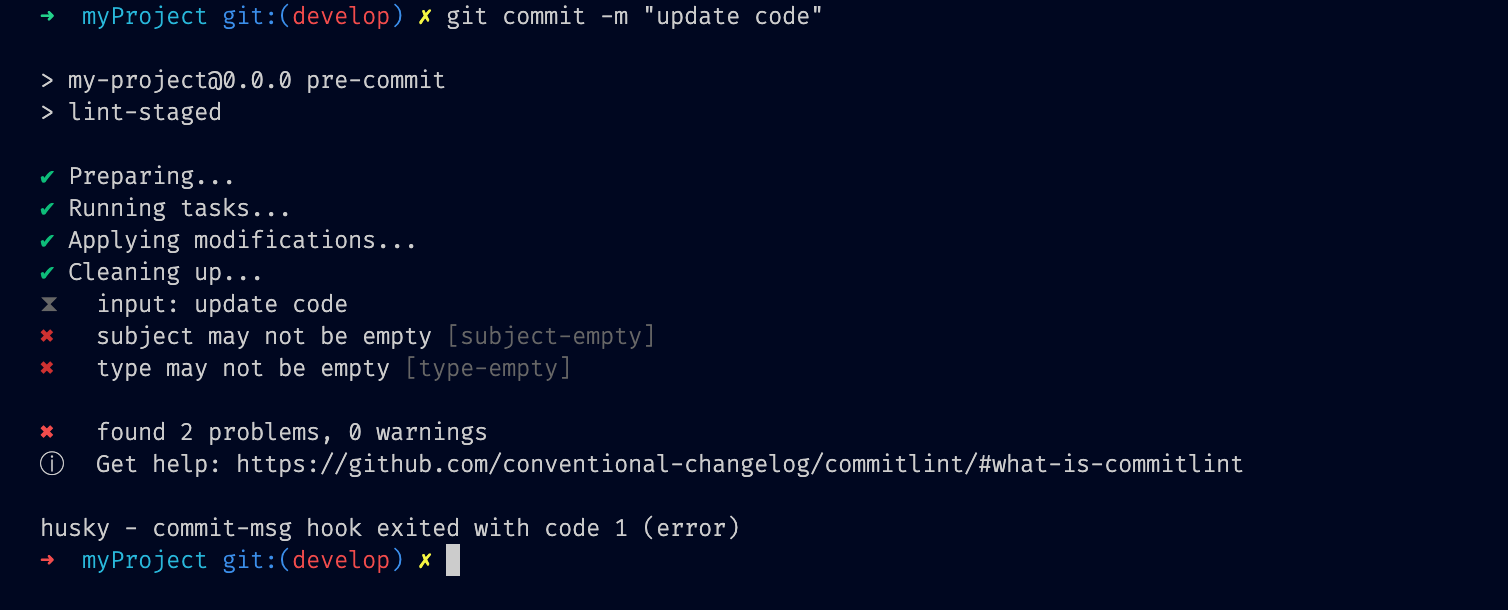 ➜  myProject git:(develop) ✗ git commit -m "update code"
> my-project@0.0.0 pre-commit
> lint-staged
✔ Preparing...
✔ Running tasks...
✔ Applying modifications...
✔ Cleaning up...
⧗   input: update code
✖   subject may not be empty [subject-empty]
✖   type may not be empty [type-empty]
✖   found 2 problems, 0 warnings
ⓘ   Get help: https://github.com/conventional-changelog/commitlint/#what-is-commitlint
husky - commit-msg hook exited with code 1 (error)
➜  myProject git:(develop) ✗